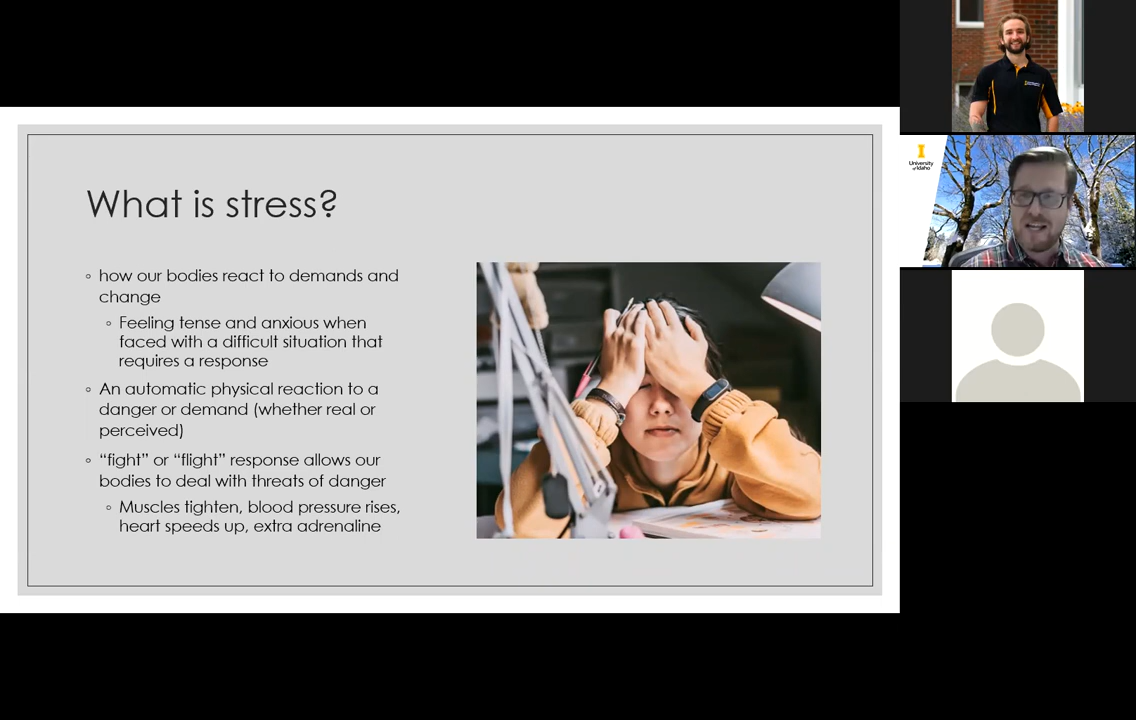 What is stress?
◦ how our bodies react to demands and
change
◦ Feeling tense and anxious when
faced with a difficult situation that
requires a response
◦ An automatic physical reaction to a
danger or demand (whether real or
perceived)
◦ “fight” or “flight” response allows our
bodies to deal with threats of danger
◦ Muscles tighten, blood pressure rises,
heart speeds up, extra adrenaline
I
University
of Idaho